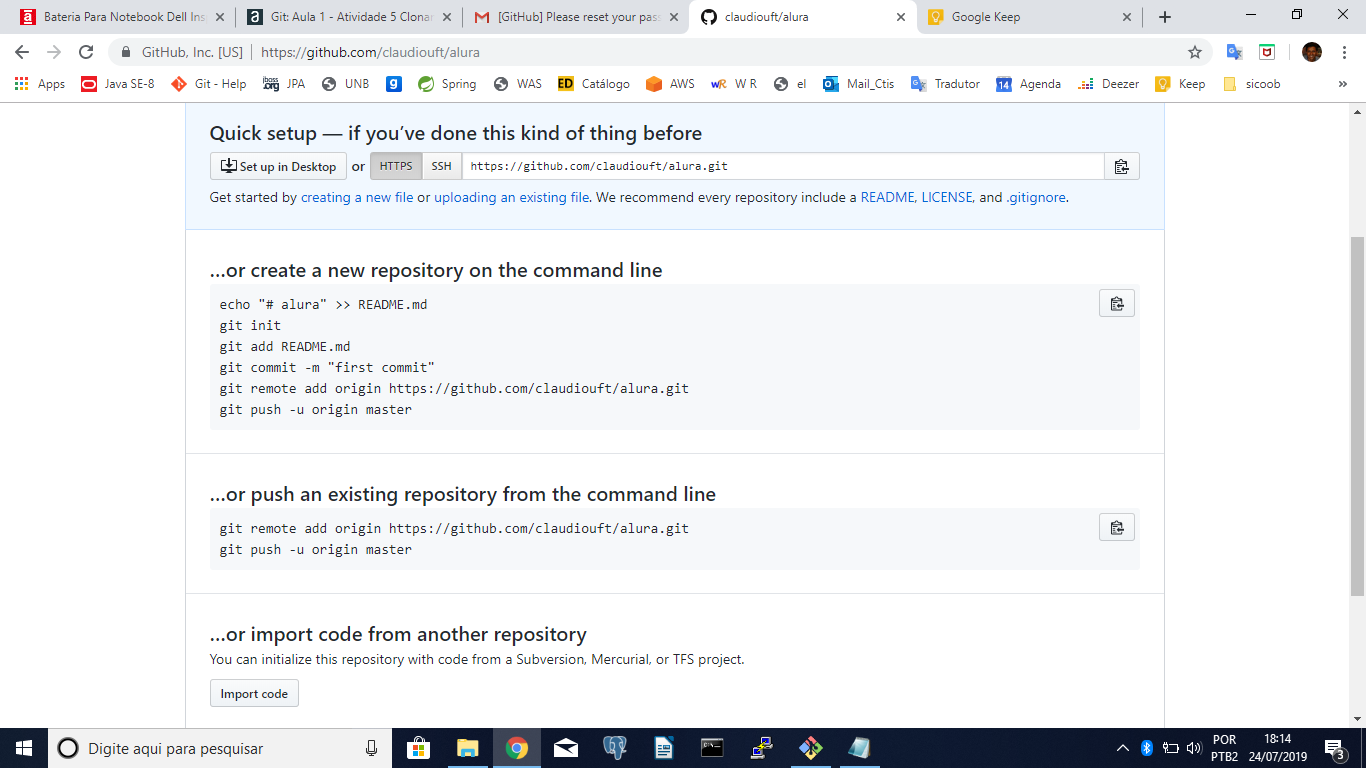 Bateria Para Notebook Dell Ins
Git: Aula 1 - Atividade 5 Clonar
[GitHub] Please reset your pass
claudiouft/alura
Google Keep
GitHub, Inc. [US]
https://github.com/claudiouft/alura
Apps
Java SE-8
Git - Help
jboss.org
JPA
UNB
g
Spring
WAS
ED
Catálogo
AWS
wR
W R
el
Mail_Ctis
Tradutor
14
Agenda
Deezer
Keep
sicoob
»
Quick setup — if you’ve done this kind of thing before
Set up in Desktop or HTTPS SSH https://github.com/claudiouft/alura.git
Get started by creating a new file or uploading an existing file. We recommend every repository include a README, LICENSE, and .gitignore.
…or create a new repository on the command line
echo "# alura" >> README.md
git init
git add README.md
git commit -m "first commit"
git remote add origin https://github.com/claudiouft/alura.git
git push -u origin master
…or push an existing repository from the command line
git remote add origin https://github.com/claudiouft/alura.git
git push -u origin master
…or import code from another repository
You can initialize this repository with code from a Subversion, Mercurial, or TFS project.
Import code
Digite aqui para pesquisar
POR
PTB2
18:14
24/07/2019
3